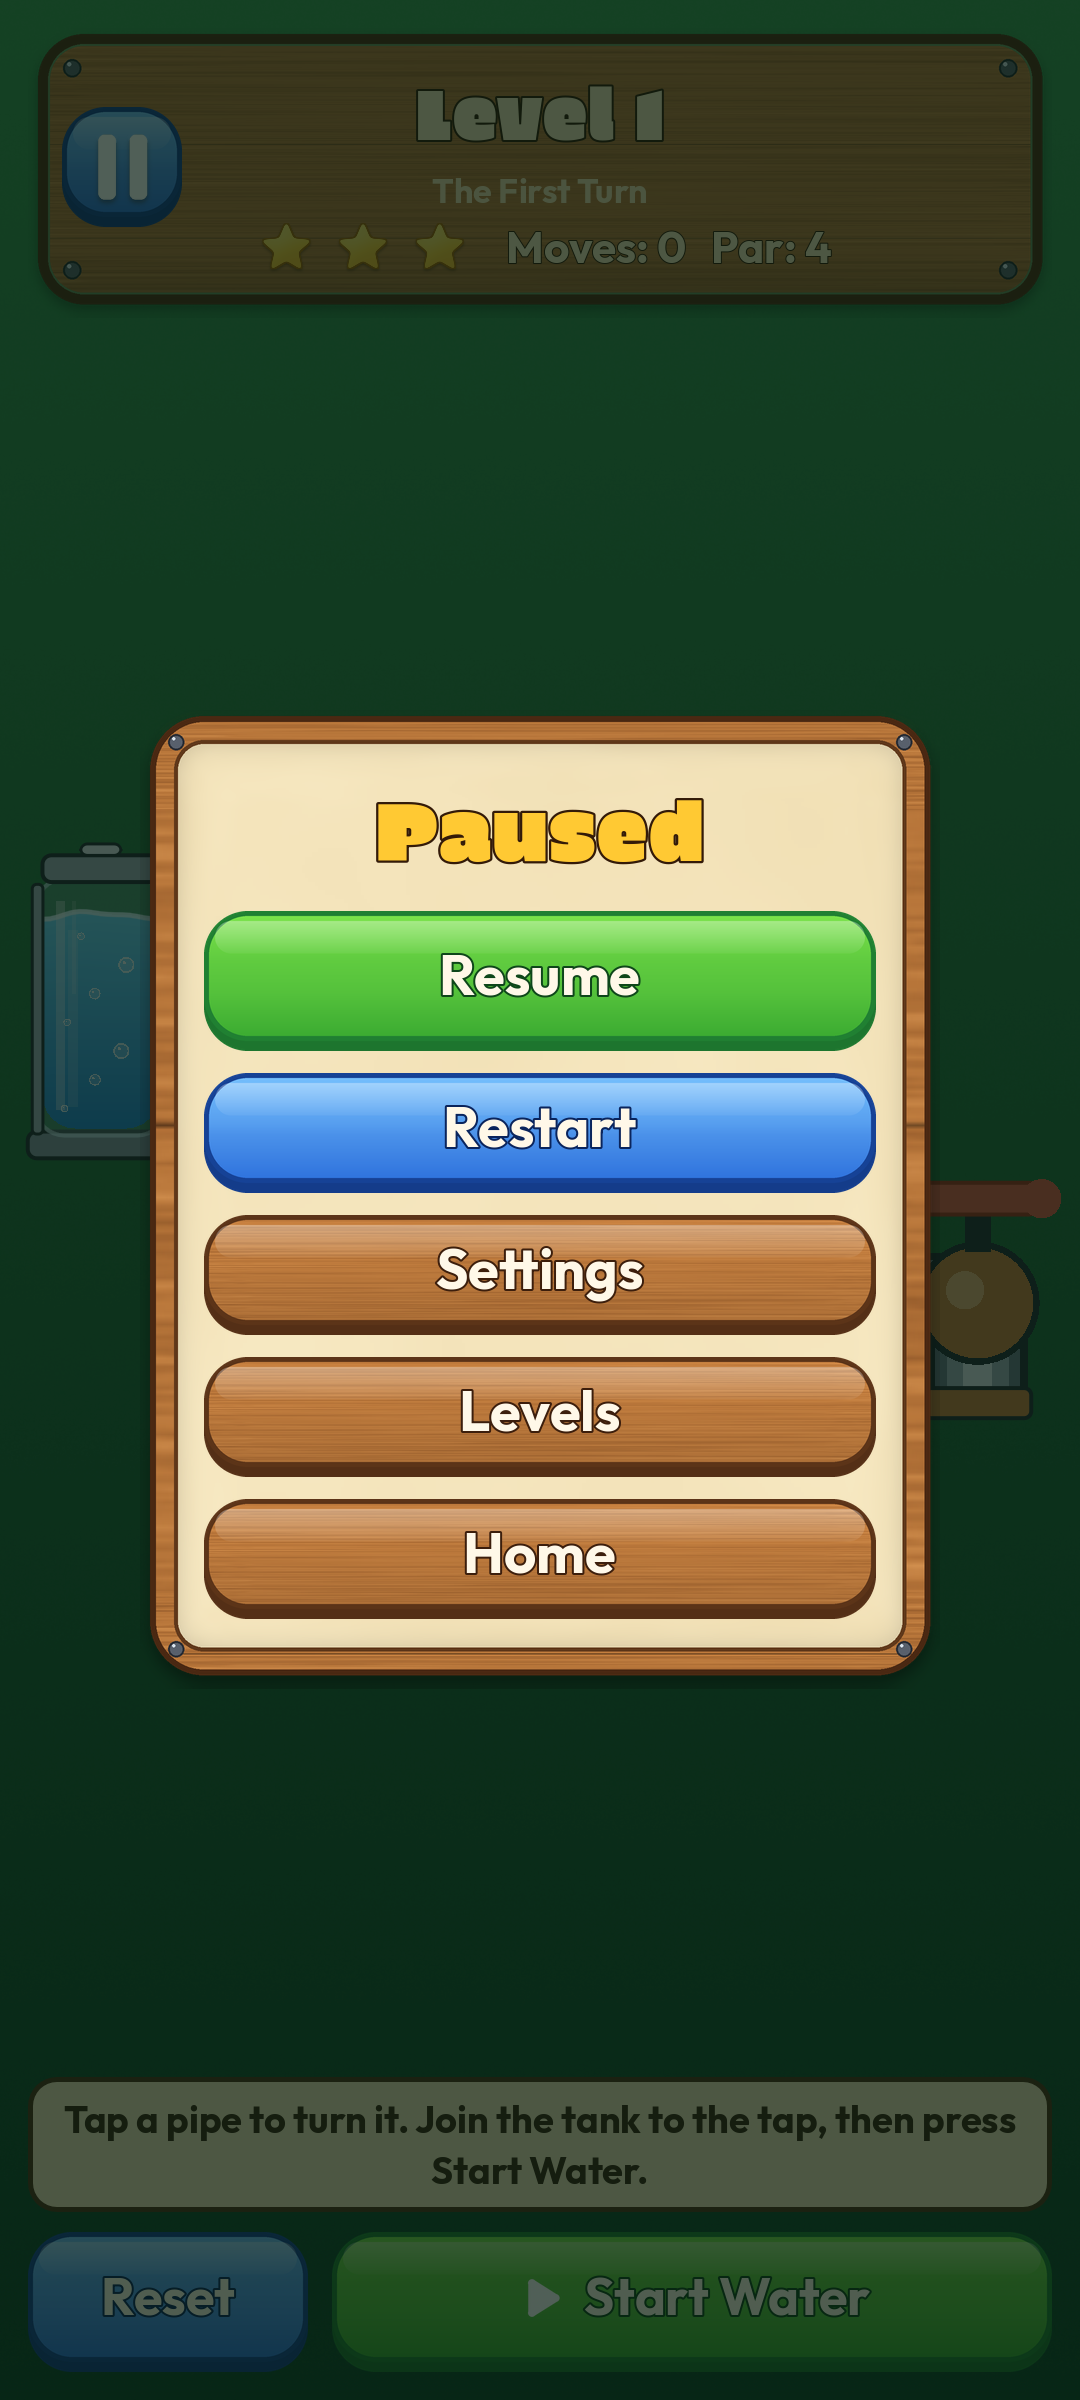 Level 1
The First Turn
Moves: 0 Par: 4
Paused
Resume
Restart
Settings
Levels
Home
Tap a pipe to turn it. Join the tank to the tap, then press
Start Water.
Reset
Start Water